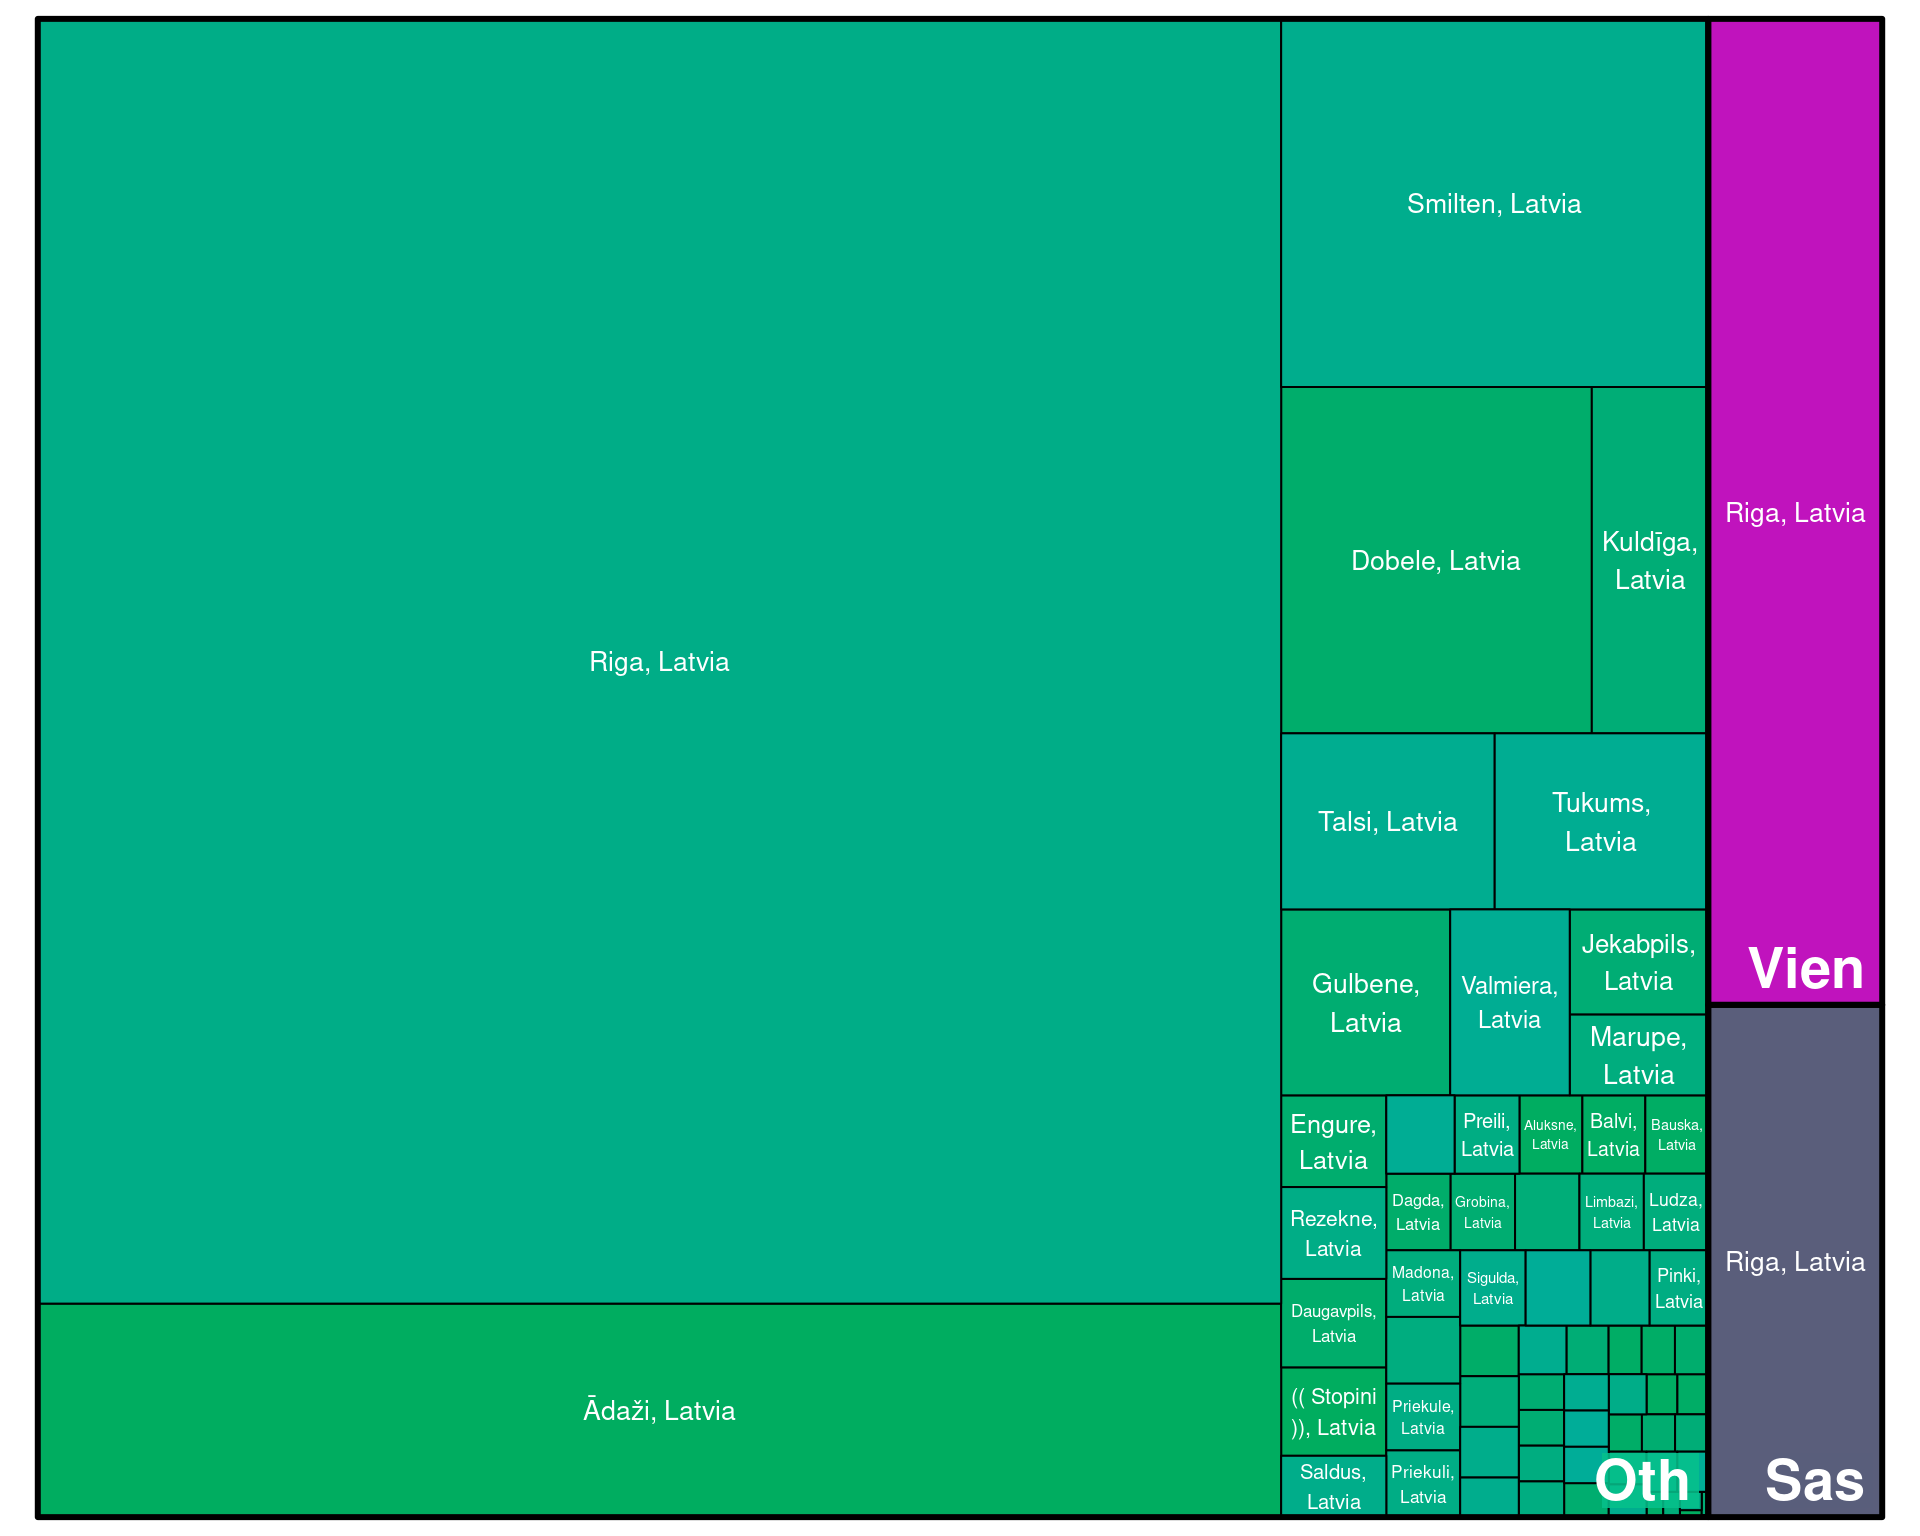 Riga, Latvia
Ādaži, Latvia
Smilten, Latvia
Dobele, Latvia
Kuldīga,
Latvia
Talsi, Latvia
Tukums,
Latvia
Gulbene,
Latvia
Valmiera,
Latvia
Jekabpils,
Latvia
Marupe,
Latvia
Engure,
Latvia
Rezekne,
Latvia
Daugavpils,
Latvia
(( Stopini
)), Latvia
Saldus,
Latvia
Preili,
Latvia
Aluksne,
Latvia
Balvi,
Latvia
Bauska,
Latvia
Dagda,
Latvia
Grobina,
Latvia
Limbazi,
Latvia
Ludza,
Latvia
Madona,
Latvia
Sigulda,
Latvia
Pinki,
Latvia
Priekule,
Latvia
Priekuli,
Latvia
Oth
Riga, Latvia
Vien
Riga, Latvia
Sas